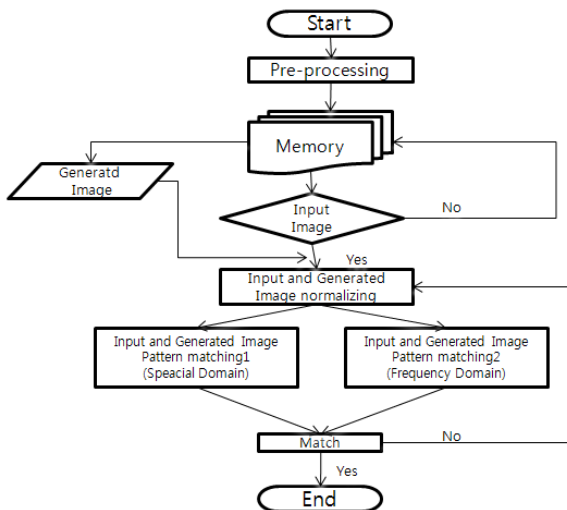 Start
Pre-processing
Memory
Generatd
Image
Input
Image
No
Yes
Input and Generated
Image normalizing
Input and Generated Image
Pattern matching1
(Speacial Domain)
Input and Generated Image
Pattern matching2
(Frequency Domain)
Match
No
Yes
End